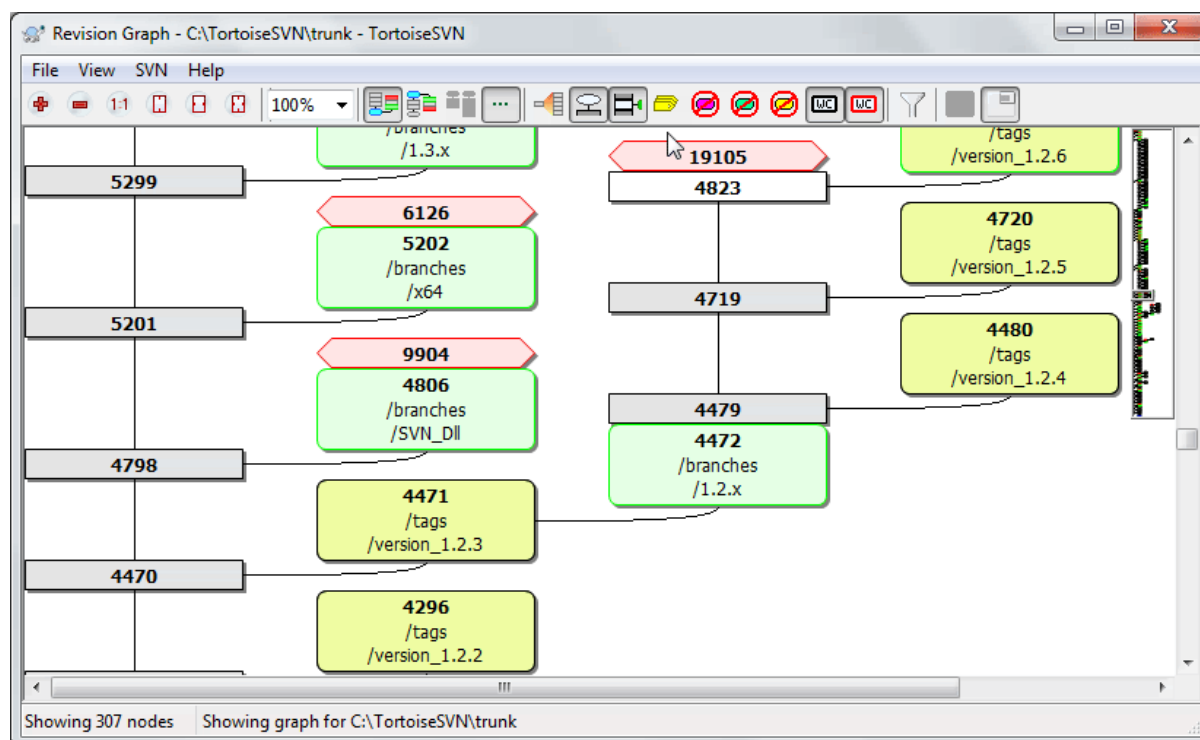 Revision Graph - C:\TortoiseSVN\trunk - TortoiseSVN
File View SVN Help
1:1 100% ... WC WC
/branches
/1.3.x
5299
6126
5202
/branches
/x64
5201
9904
4806
/branches
/SVN_Dll
4798
4471
/tags
/version_1.2.3
4470
4296
/tags
/version_1.2.2
19105
4823
4719
4479
4472
/branches
/1.2.x
/tags
/version_1.2.6
4720
/tags
/version_1.2.5
4480
/tags
/version_1.2.4
Showing 307 nodes Showing graph for C:\TortoiseSVN\trunk